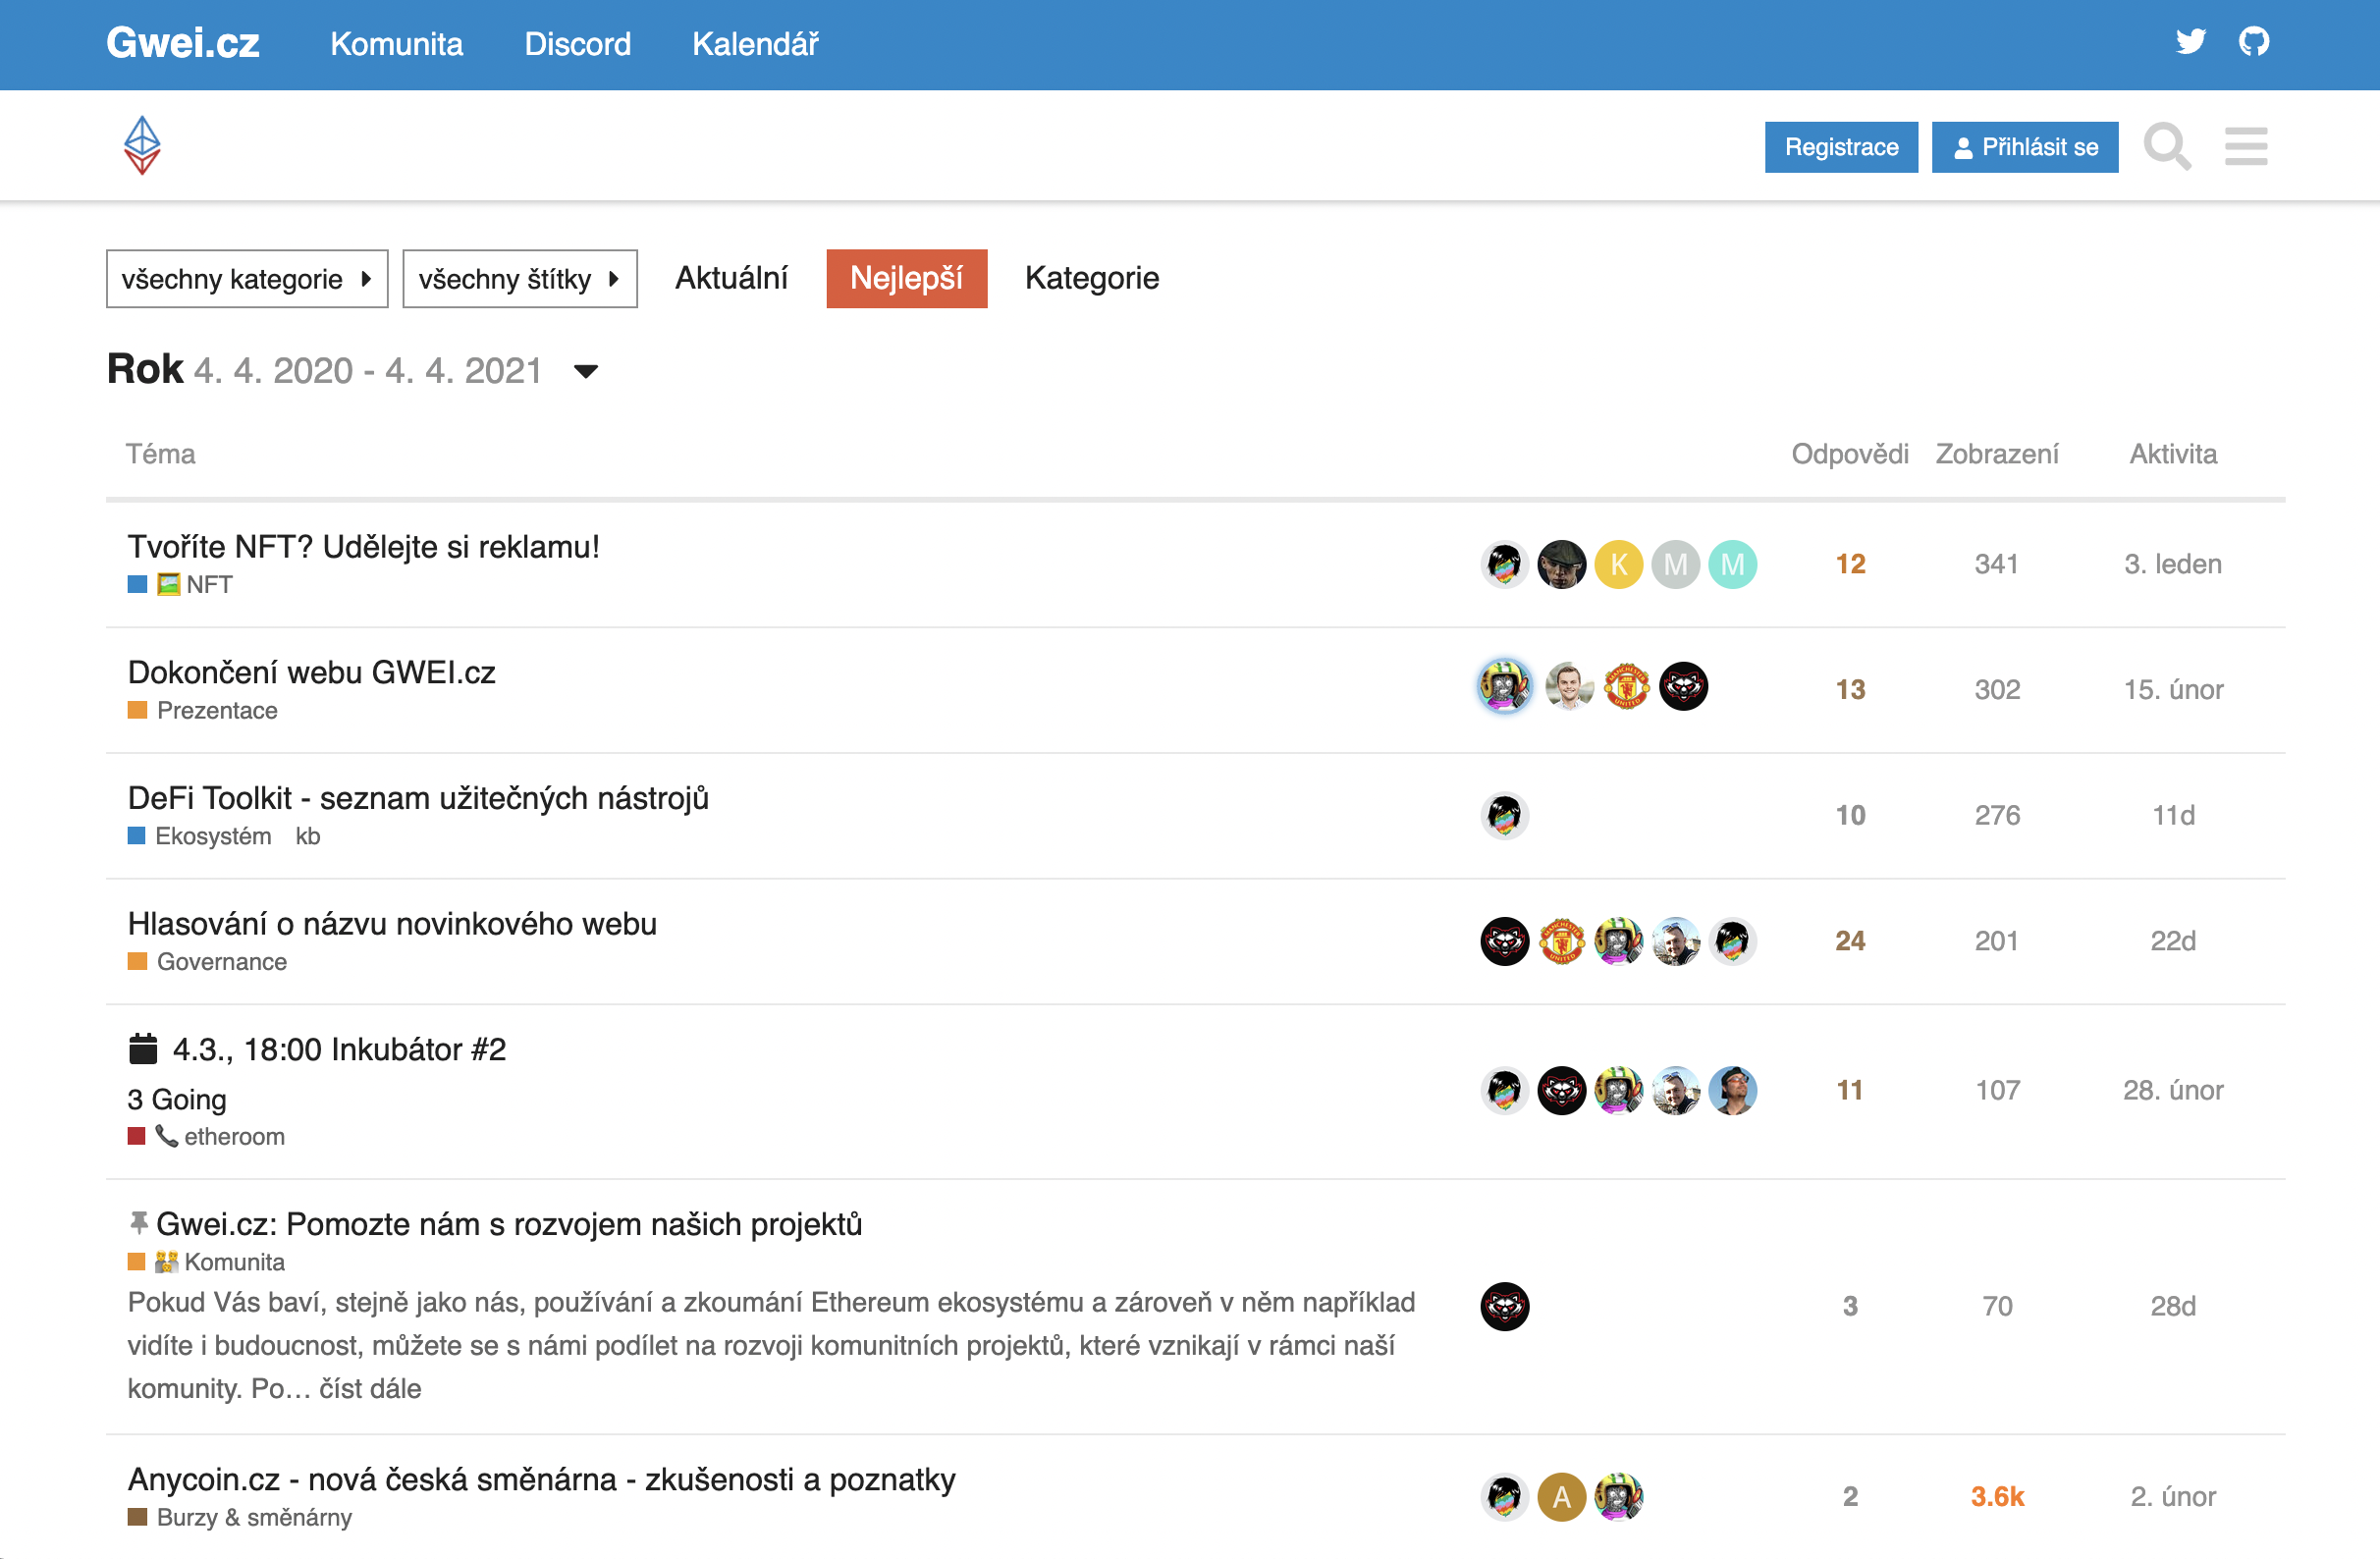 Gwei.cz Komunita Discord Kalendář
Registrace Přihlásit se
všechny kategorie všechny štítky Aktuální Nejlepší Kategorie
Rok 4. 4. 2020 - 4. 4. 2021
Téma Odpovědi Zobrazení Aktivita
Tvoříte NFT? Udělejte si reklamu!
NFT
K M M 12 341 3. leden
Dokončení webu GWEI.cz
Prezentace
MANCHESTER UNITED 13 302 15. únor
DeFi Toolkit - seznam užitečných nástrojů
Ekosystém kb
10 276 11d
Hlasování o názvu novinkového webu
Governance
MANCHESTER UNITED 24 201 22d
4.3., 18:00 Inkubátor #2
3 Going
etheroom
11 107 28. únor
Gwei.cz: Pomozte nám s rozvojem našich projektů
Komunita
Pokud Vás baví, stejně jako nás, používání a zkoumání Ethereum ekosystému a zároveň v něm například
vidíte i budoucnost, můžete se s námi podílet na rozvoji komunitních projektů, které vznikají v rámci naší
komunity. Po… číst dále
3 70 28d
Anycoin.cz - nová česká směnárna - zkušenosti a poznatky
Burzy & směnárny
A 2 3.6k 2. únor